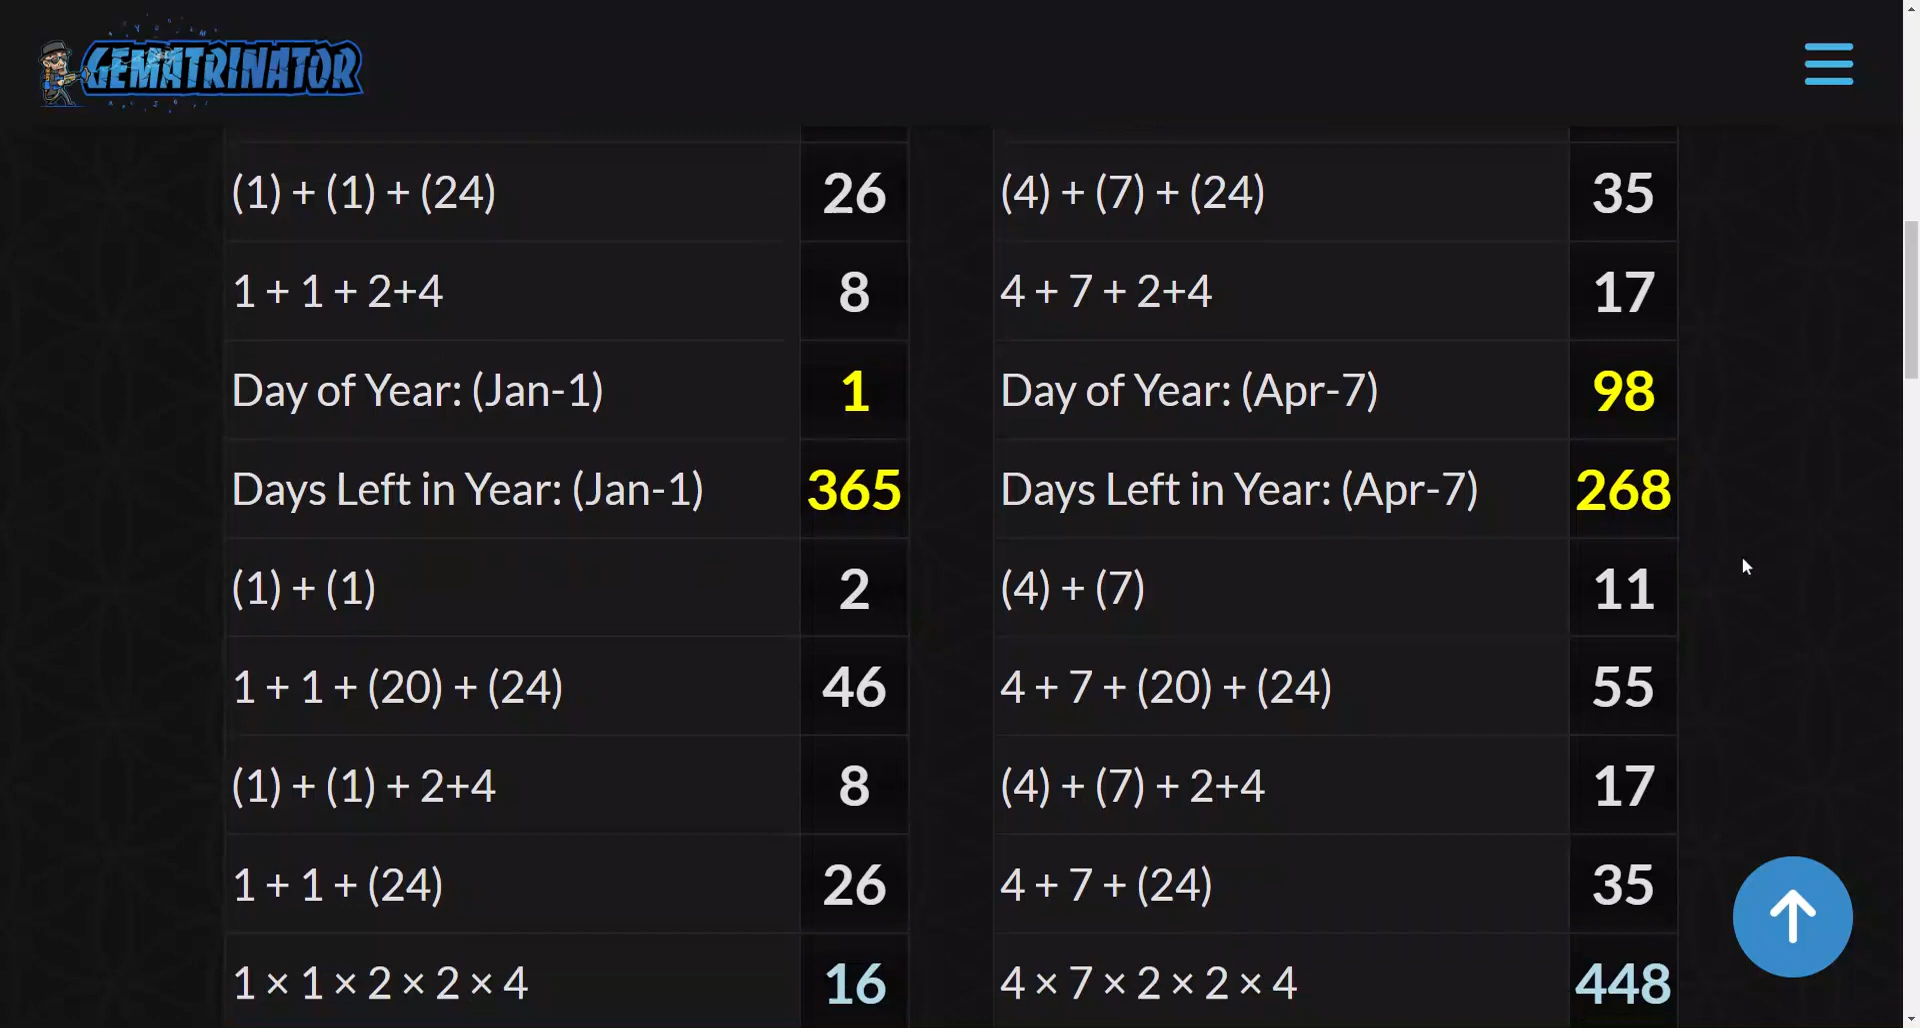 GEMATRINATOR
(1) + (1) + (24) 26
1 + 1 + 2+4 8
Day of Year: (Jan-1) 1
Days Left in Year: (Jan-1) 365
(1) + (1) 2
1 + 1 + (20) + (24) 46
(1) + (1) + 2+4 8
1 + 1 + (24) 26
1 × 1 × 2 × 2 × 4 16
(4) + (7) + (24) 35
4 + 7 + 2+4 17
Day of Year: (Apr-7) 98
Days Left in Year: (Apr-7) 268
(4) + (7) 11
4 + 7 + (20) + (24) 55
(4) + (7) + 2+4 17
4 + 7 + (24) 35
4 × 7 × 2 × 2 × 4 448